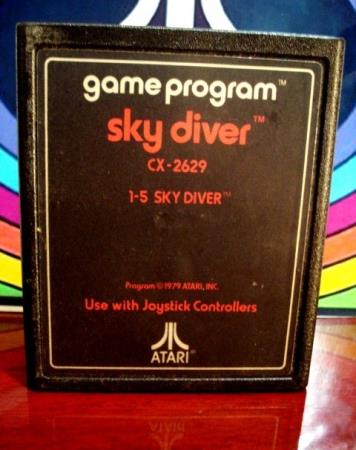 game program™
sky diver™
CX-2629
1-5 SKY DIVER™
Program © 1979 ATARI, INC.
Use with Joystick Controllers
ATARI®